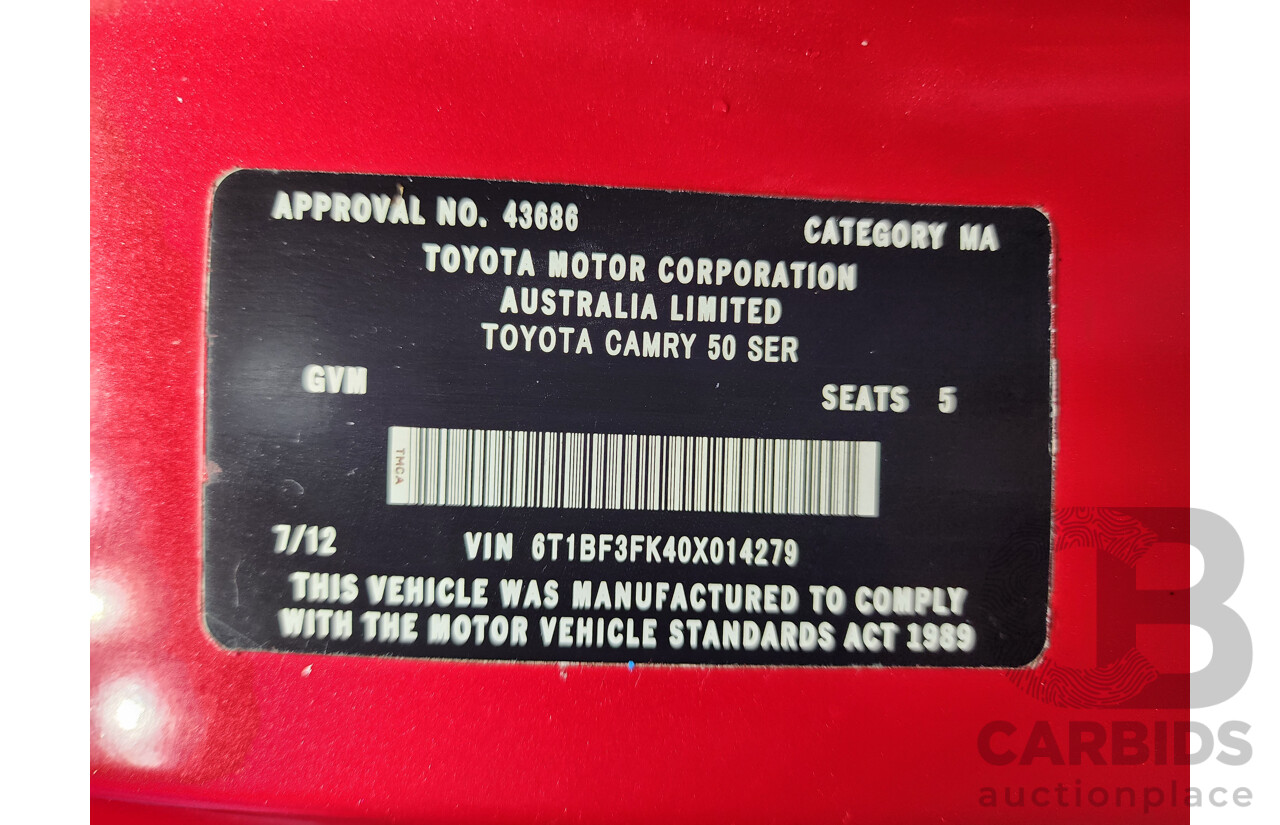 APPROVAL NO. 43686
CATEGORY MA
TOYOTA MOTOR CORPORATION
AUSTRALIA LIMITED
TOYOTA CAMRY 50 SER
GVM
SEATS 5
TMCA
7/12 VIN 6T1BF3FK40X014279
THIS VEHICLE WAS MANUFACTURED TO COMPLY
WITH THE MOTOR VEHICLE STANDARDS ACT 1989
CB
CARBIDS
auctionplace